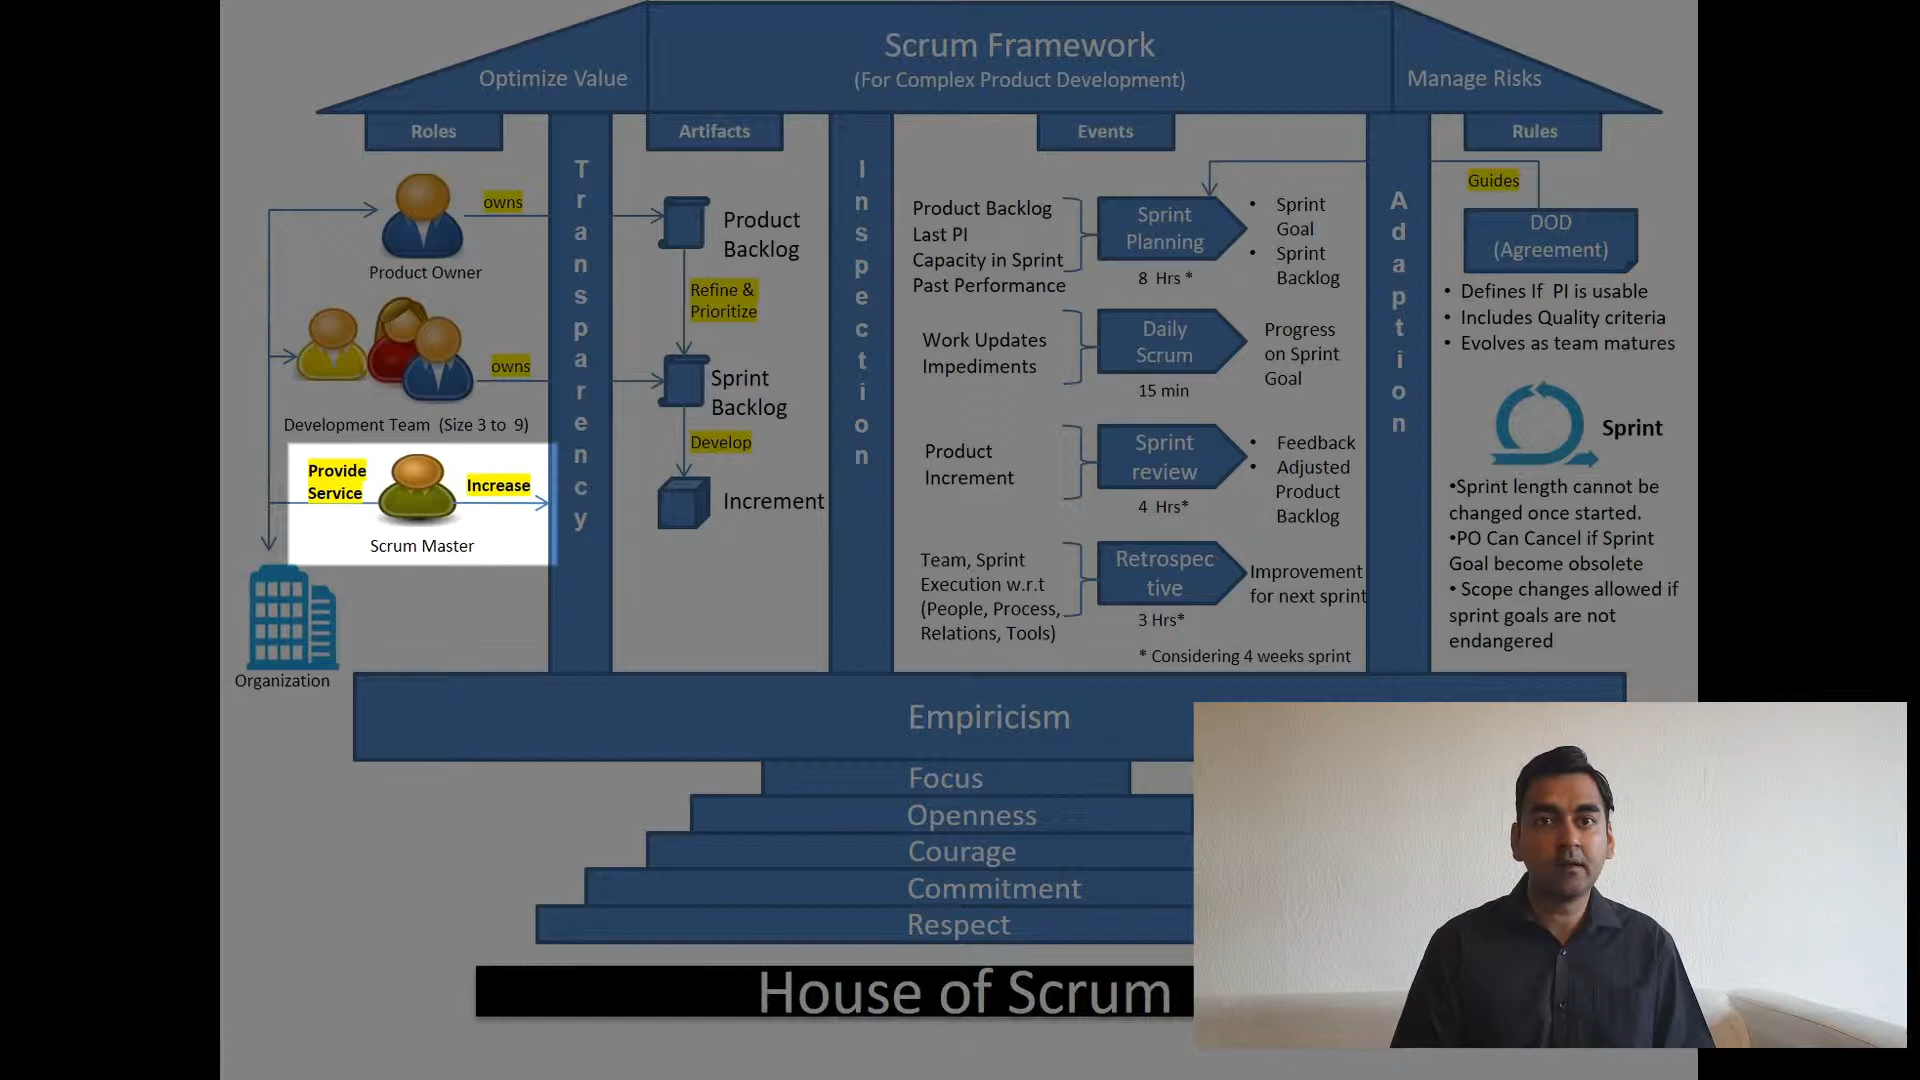 Scrum Framework
(For Complex Product Development)
Optimize Value
Manage Risks
Roles
Artifacts
Events
Rules
Transparency
Inspection
Adaption
owns
Product Owner
owns
Development Team (Size 3 to 9)
Provide
Service
Increase
Scrum Master
Organization
Product
Backlog
Refine &
Prioritize
Sprint
Backlog
Develop
Increment
Product Backlog
Last PI
Capacity in Sprint
Past Performance
Sprint
Planning
8 Hrs *
• Sprint
Goal
• Sprint
Backlog
Work Updates
Impediments
Daily
Scrum
15 min
Progress
on Sprint
Goal
Product
Increment
Sprint
review
4 Hrs*
• Feedback
• Adjusted
Product
Backlog
Team, Sprint
Execution w.r.t
(People, Process,
Relations, Tools)
Retrospec
tive
3 Hrs*
Improvement
for next sprint
* Considering 4 weeks sprint
Guides
DOD
(Agreement)
• Defines If PI is usable
• Includes Quality criteria
• Evolves as team matures
Sprint
•Sprint length cannot be
changed once started.
•PO Can Cancel if Sprint
Goal become obsolete
• Scope changes allowed if
sprint goals are not
endangered
Empiricism
Focus
Openness
Courage
Commitment
Respect
House of Scrum